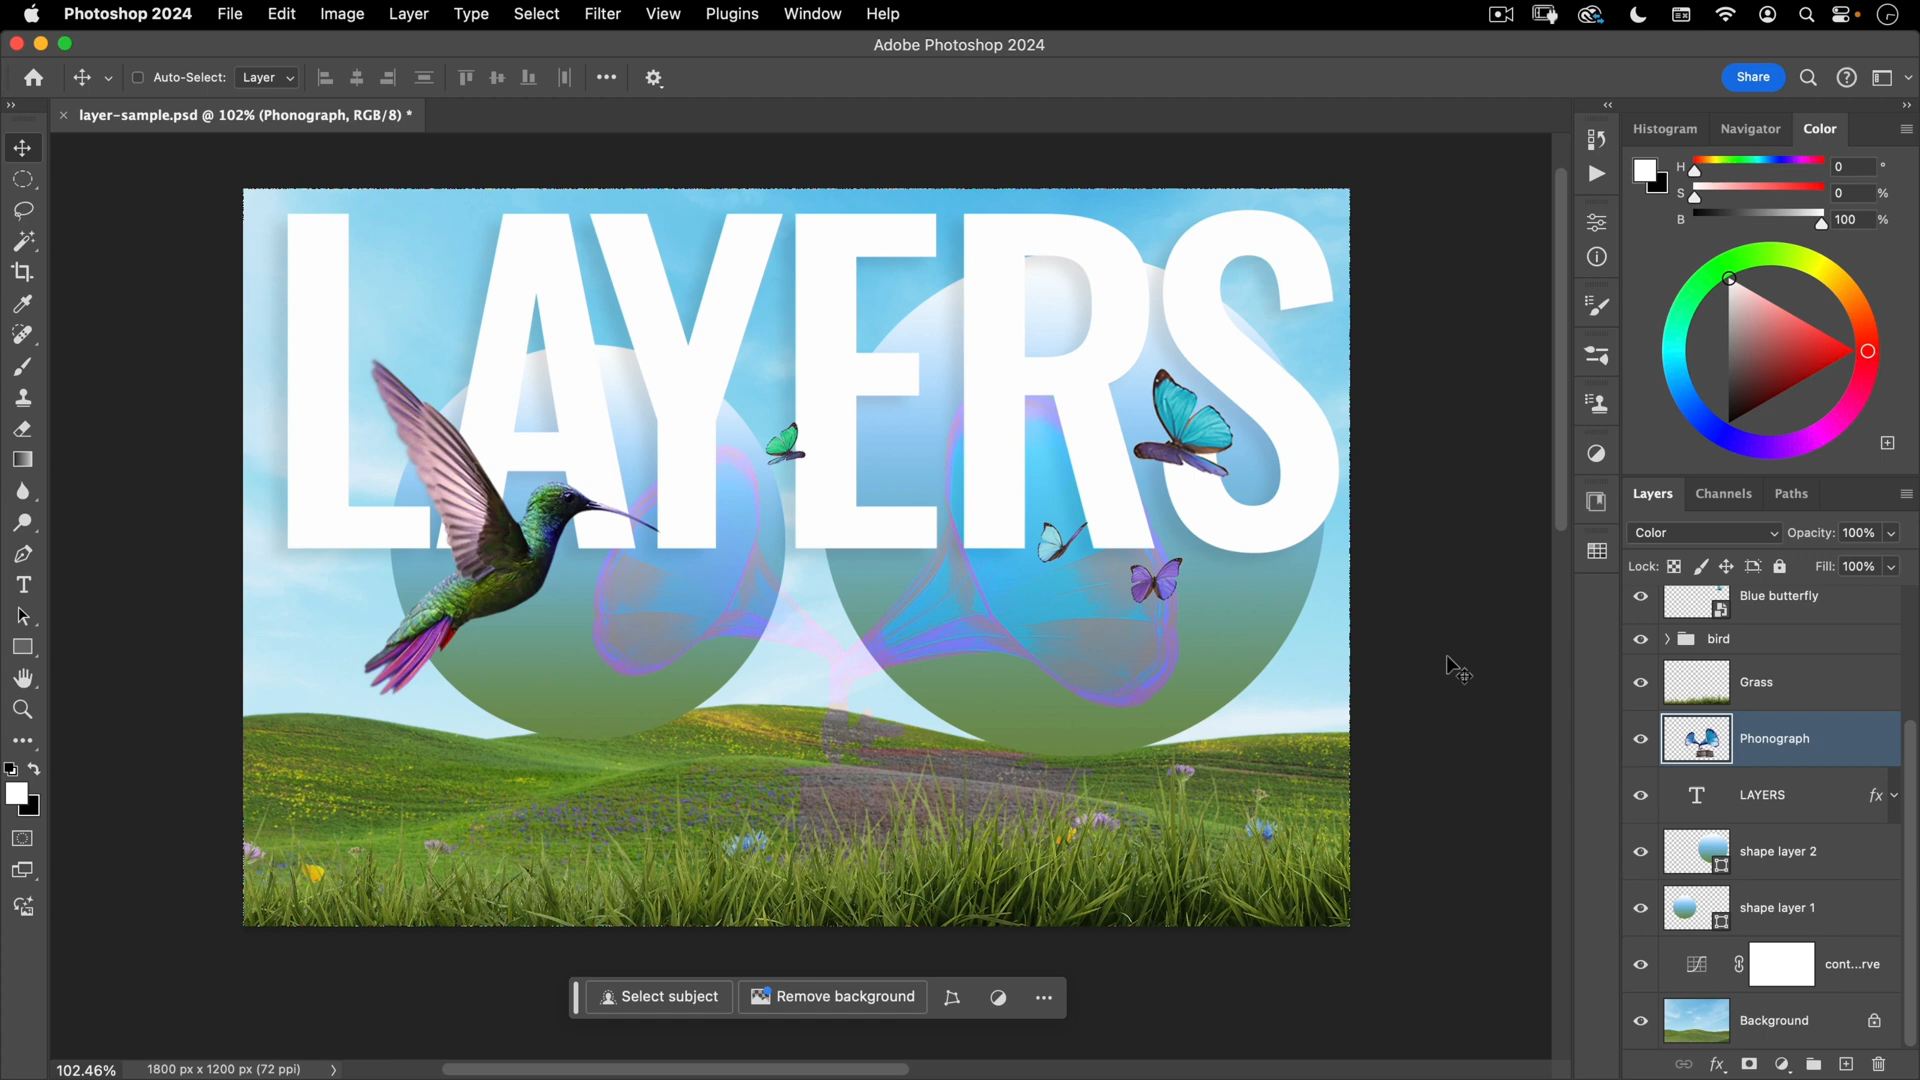 Photoshop 2024 File Edit Image Layer Type Select Filter View Plugins Window Help
Adobe Photoshop 2024
Auto-Select: Layer
Share
layer-sample.psd @ 102% (Phonograph, RGB/8) *
Histogram Navigator Color
H 0 °
S 0 %
B 100 %
LAYERS
Layers Channels Paths
Color Opacity: 100%
Lock: Fill: 100%
Blue butterfly
bird
Grass
Phonograph
T LAYERS fx
shape layer 2
shape layer 1
cont...rve
Background
Select subject Remove background
102.46% 1800 px x 1200 px (72 ppi)
fx